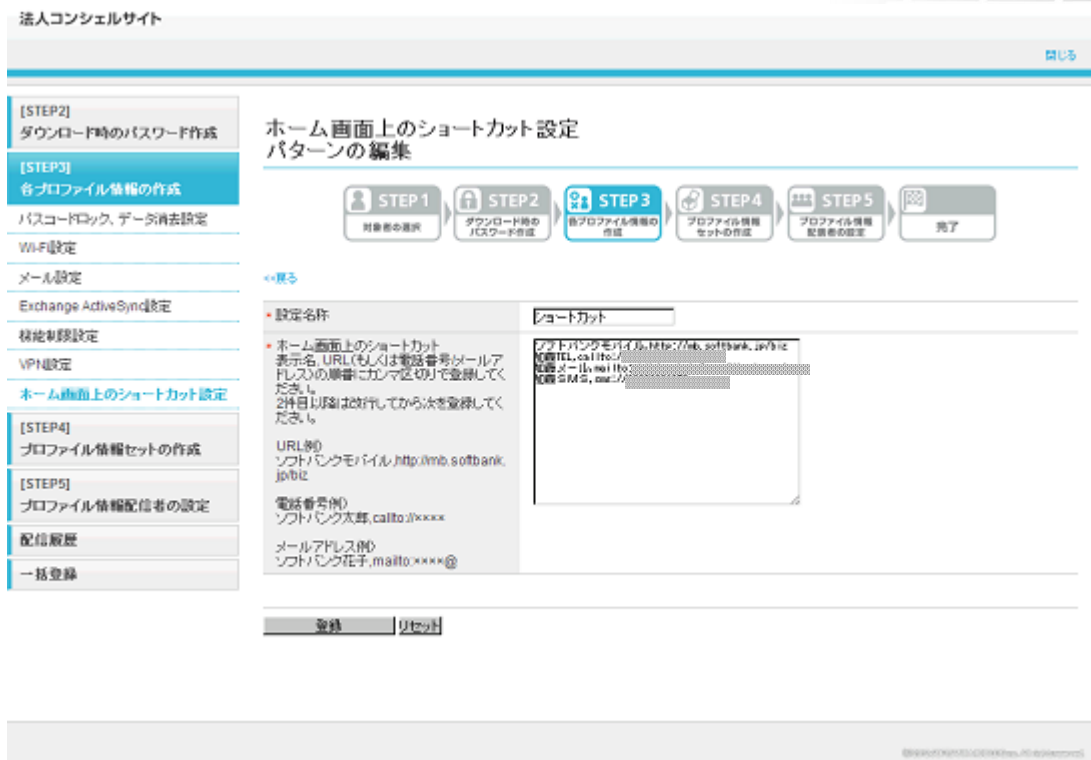 法人コンシェルサイト
閉じる
[STEP2]
ダウンロード時のパスワード作成
[STEP3]
各プロファイル情報の作成
パスコードロック、データ消去設定
Wi-Fi設定
メール設定
Exchange ActiveSync設定
機能制限設定
VPN設定
ホーム画面上のショートカット設定
[STEP4]
プロファイル情報セットの作成
[STEP5]
プロファイル情報配信者の設定
配信履歴
一括登録
ホーム画面上のショートカット設定
パターンの編集
STEP1
対象者の選択
STEP2
ダウンロード時の
パスワード作成
STEP3
各プロファイル情報の
作成
STEP4
プロファイル情報
セットの作成
STEP5
プロファイル情報
配信者の設定
完了
<<戻る
* 設定名称
ショートカット
* ホーム画面上のショートカット
表示名、URL(もしくは電話番号/メールア
ドレス)の順番にカンマ区切りで登録してく
ださい。
2件目以降は改行してから次を登録してく
ださい。
URL例)
ソフトバンクモバイル,http://mb.softbank.
jp/biz
電話番号例)
ソフトバンク太郎,callto://××××
メールアドレス例)
ソフトバンク花子,mailto:××××@
ソフトバンクモバイル,http://mb.softbank.jp/biz
TEL,callto:/
メール,mailto:
SMS,sms://
登録
リセット